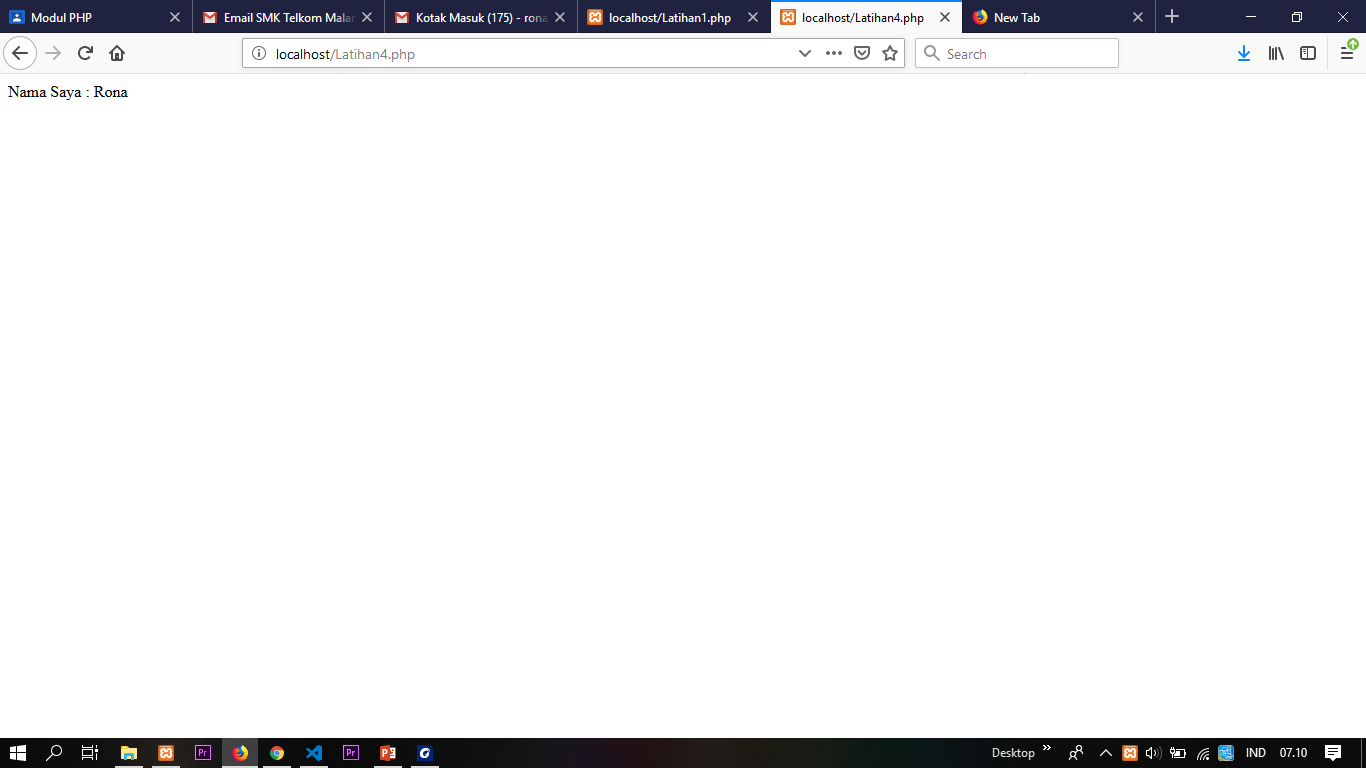 Modul PHP
Email SMK Telkom Malan
Kotak Masuk (175) - rona
localhost/Latihan1.php
localhost/Latihan4.php
New Tab
localhost/Latihan4.php
Search
Nama Saya : Rona
Desktop
IND
07.10